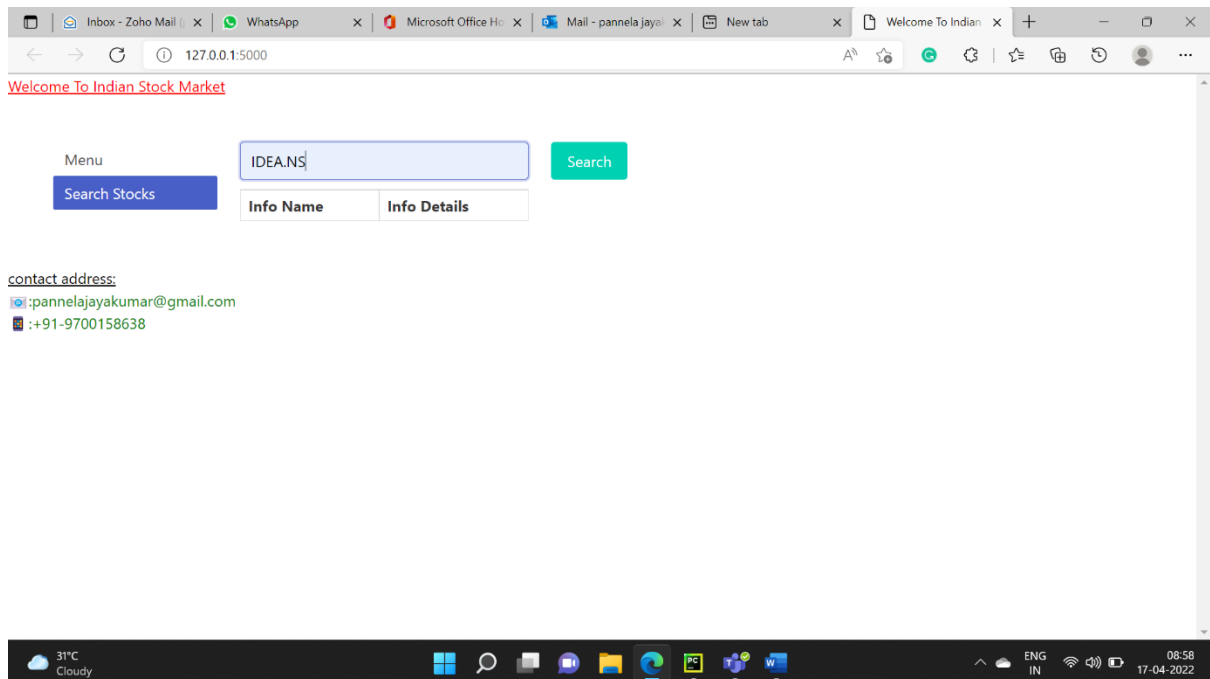 Inbox - Zoho Mail (
WhatsApp
Microsoft Office Ho
Mail - pannela jaya
New tab
Welcome To Indian
127.0.0.1:5000
Welcome To Indian Stock Market
Menu
IDEA.NS
Search
Search Stocks
Info Name Info Details
contact address:
:pannelajayakumar@gmail.com
:+91-9700158638
31°C
Cloudy
ENG
IN
08:58
17-04-2022